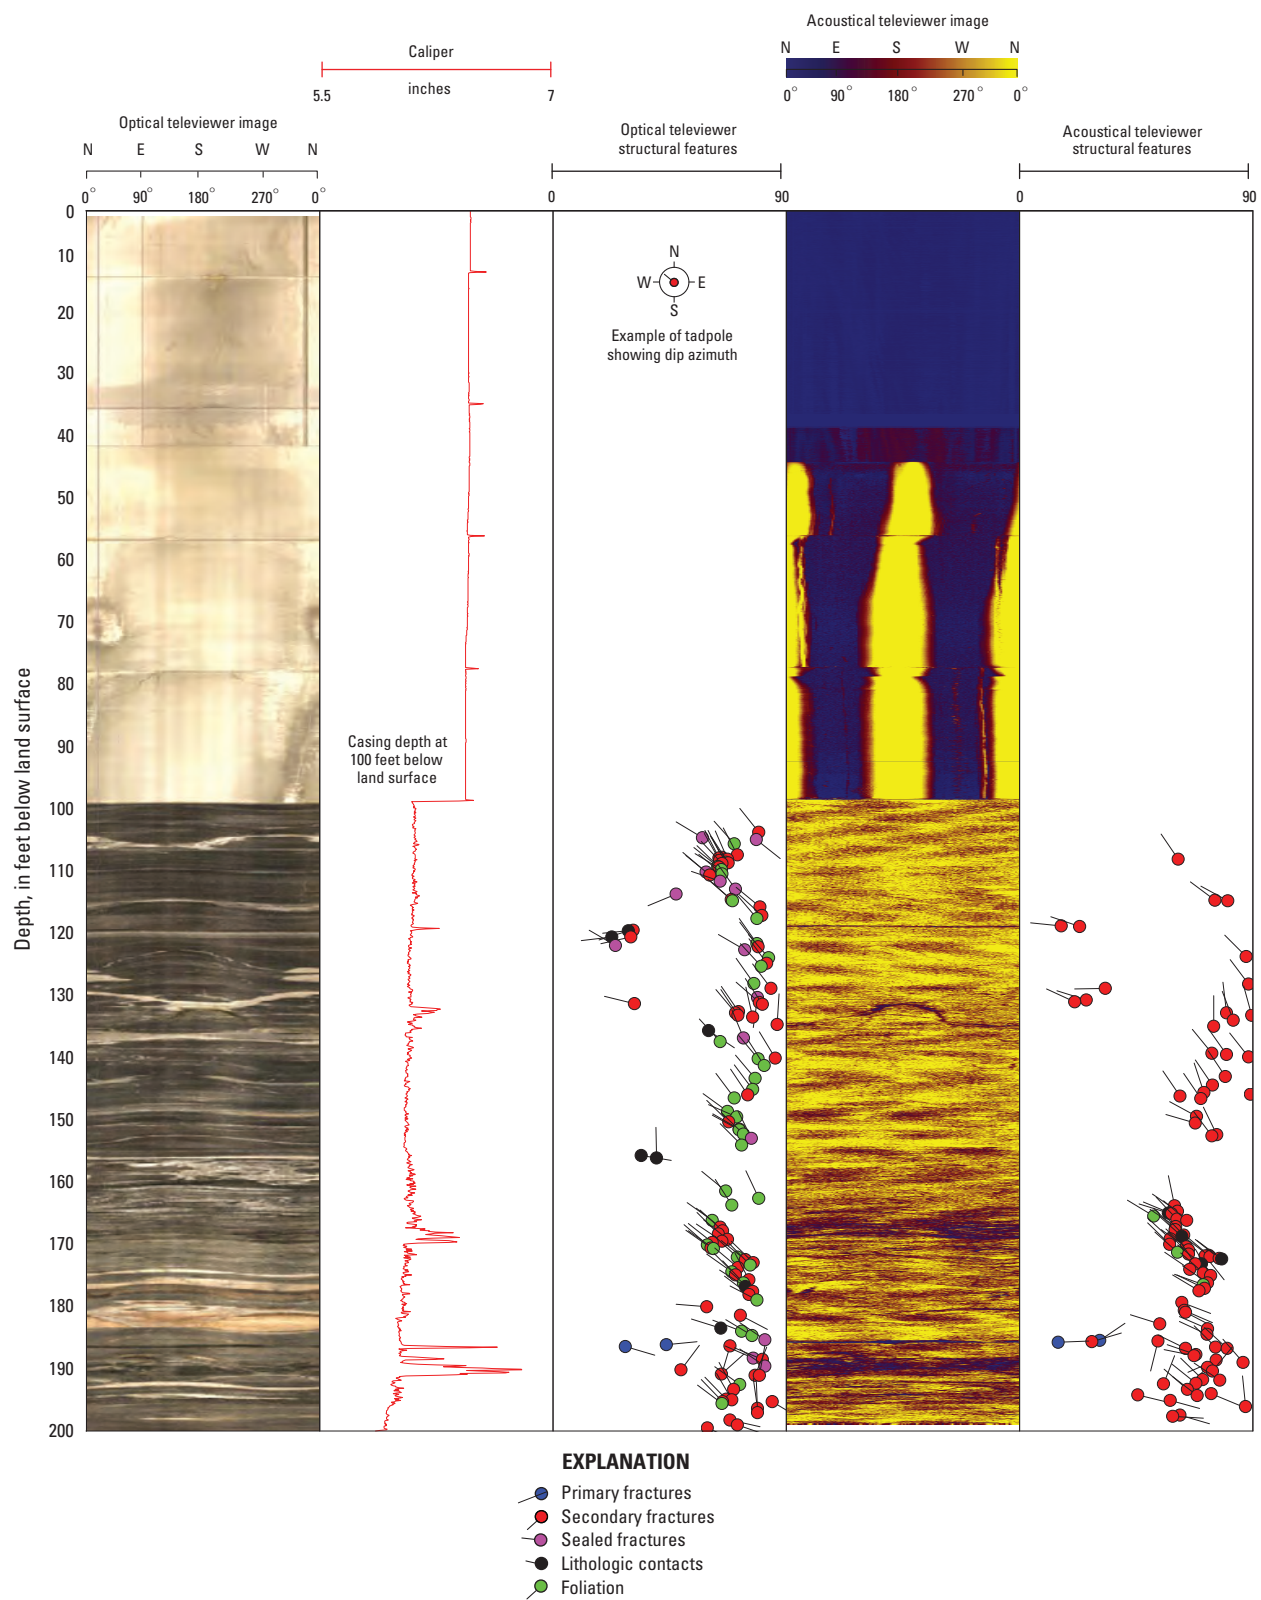 Acoustical televiewer image
N E S W N
0° 90° 180° 270° 0°
Caliper
inches
5.5 7
Optical televiewer image
N E S W N
0° 90° 180° 270° 0°
Optical televiewer
structural features
0 90
Acoustical televiewer
structural features
0 90
Depth, in feet below land surface
0
10
20
30
40
50
60
70
80
90
100
110
120
130
140
150
160
170
180
190
200
N
W E
S
Example of tadpole
showing dip azimuth
Casing depth at
100 feet below
land surface
EXPLANATION
Primary fractures
Secondary fractures
Sealed fractures
Lithologic contacts
Foliation